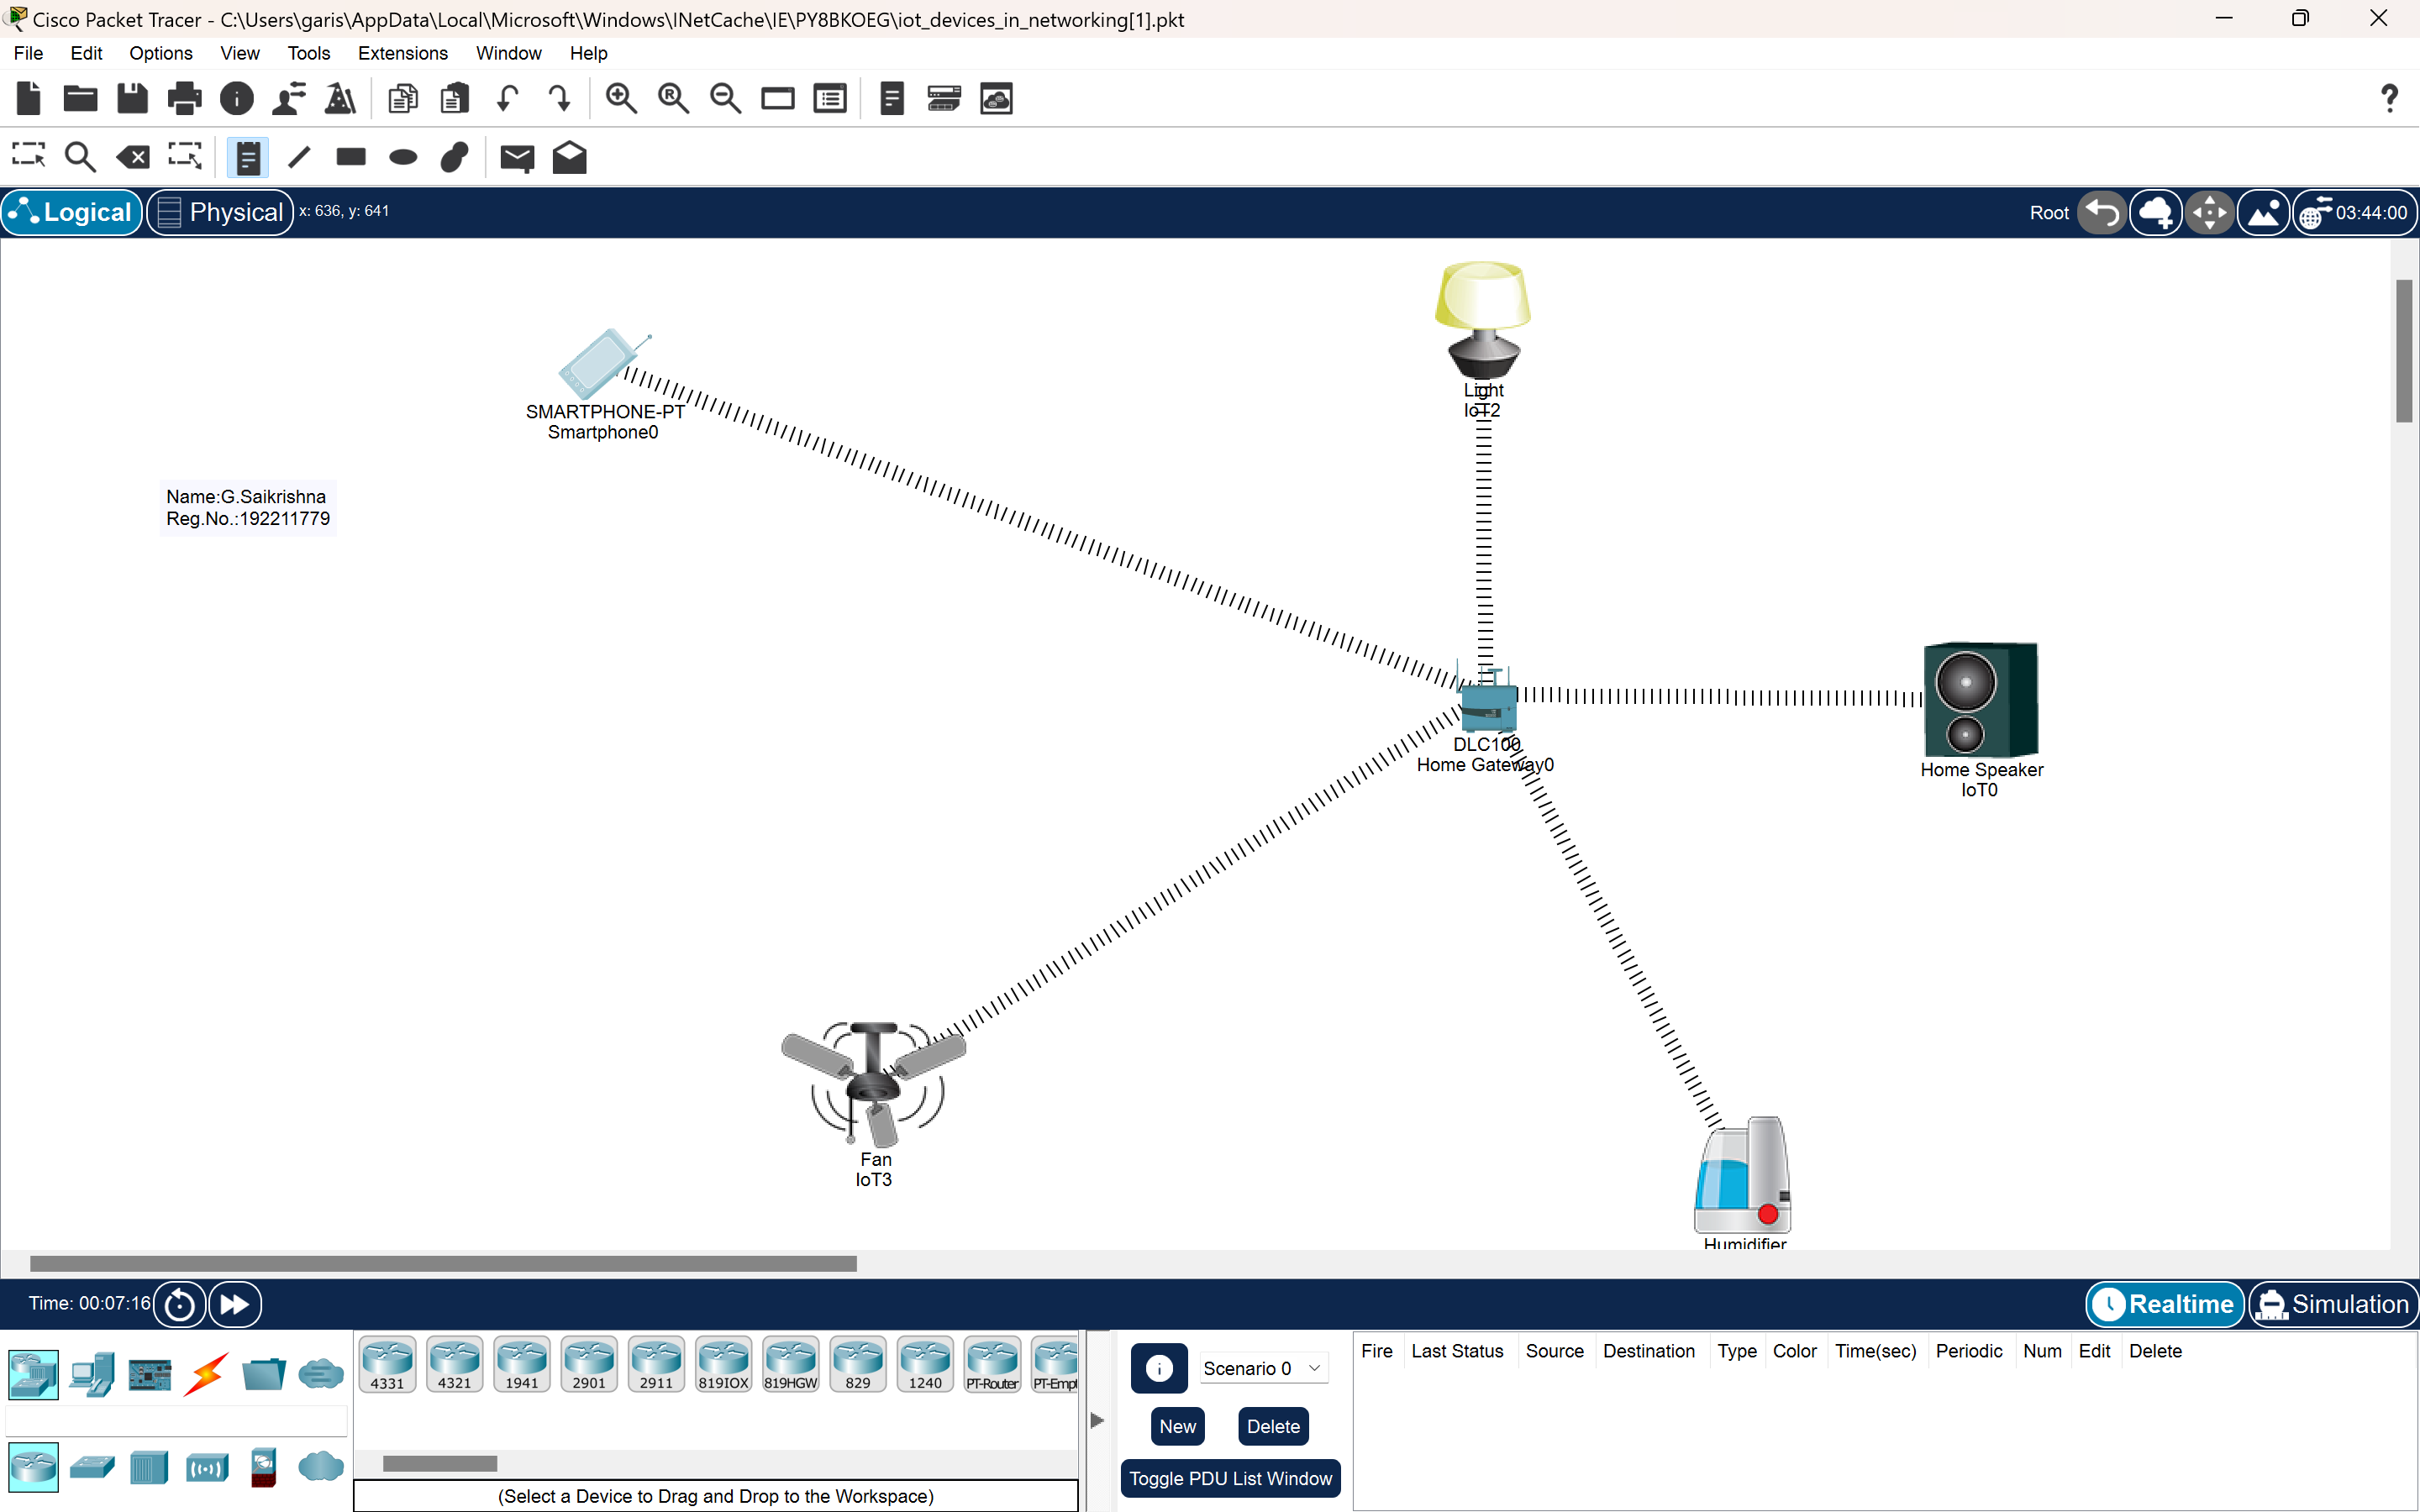 Cisco Packet Tracer - C:\Users\garis\AppData\Local\Microsoft\Windows\INetCache\IE\PY8BKOEG\iot_devices_in_networking[1].pkt
File Edit Options View Tools Extensions Window Help
Logical Physical x: 636, y: 641 Root 03:44:00
Light
IoT2
SMARTPHONE-PT
Smartphone0
Name:G.Saikrishna
Reg.No.:192211779
DLC100
Home Gateway0
Home Speaker
IoT0
Fan
IoT3
Humidifier
Time: 00:07:16 Realtime Simulation
4331 4321 1941 2901 2911 819IOX 819HGW 829 1240 PT-Router PT-Empt
Scenario 0
Fire Last Status Source Destination Type Color Time(sec) Periodic Num Edit Delete
New Delete
Toggle PDU List Window
(Select a Device to Drag and Drop to the Workspace)